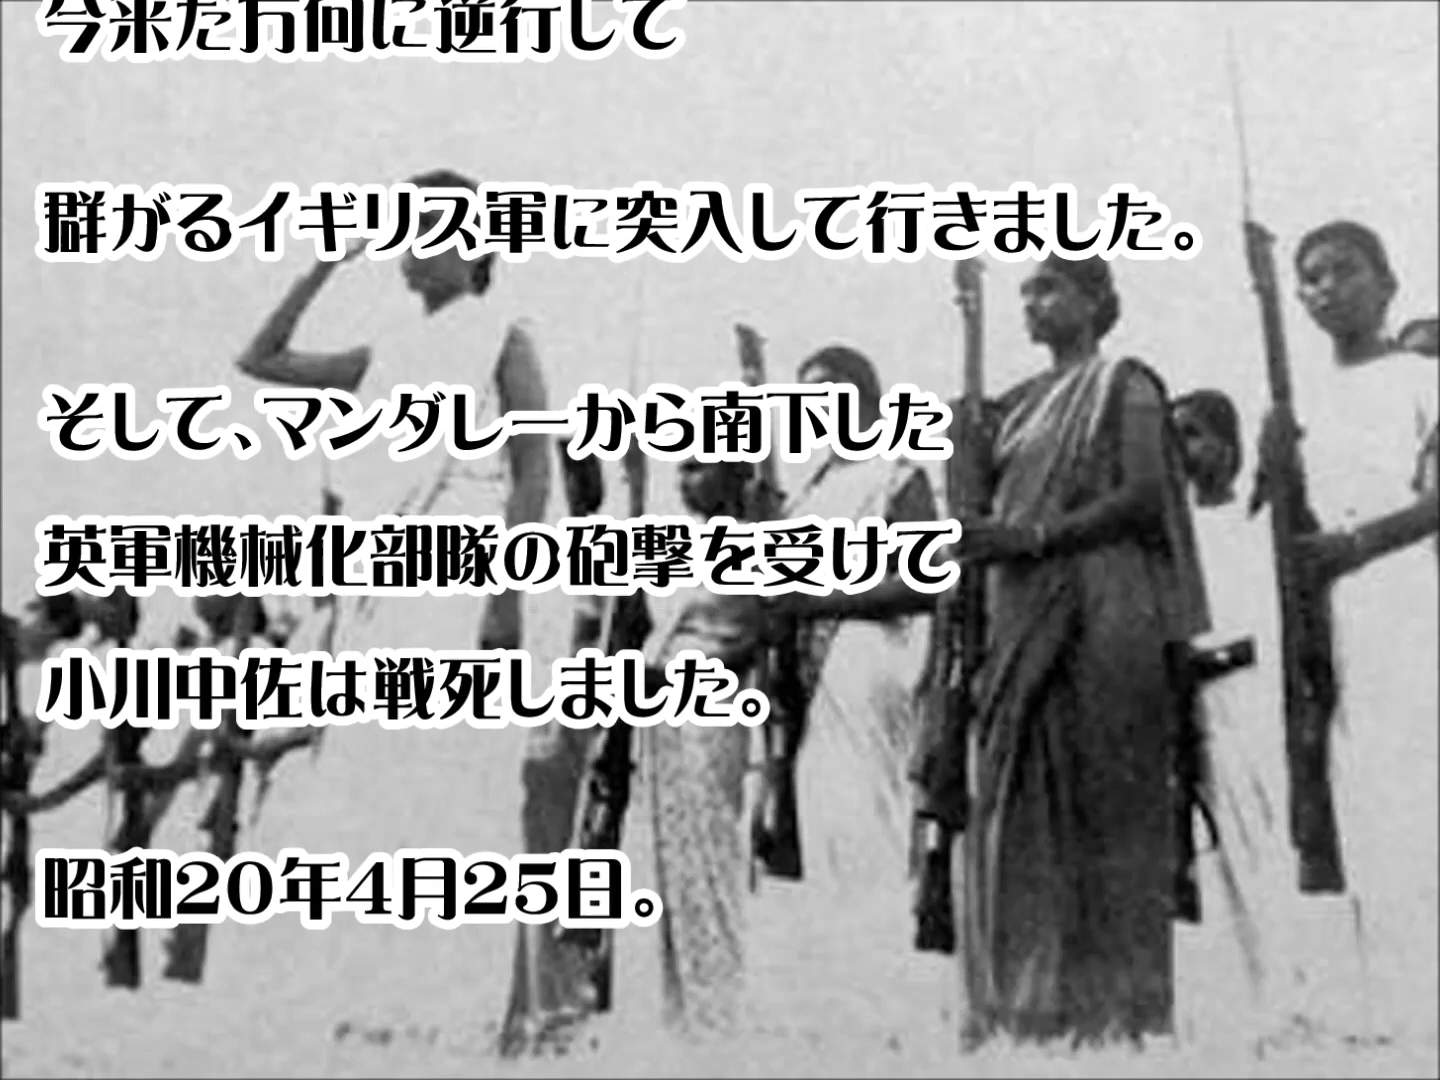 今来た方向に逆行して
群がるイギリス軍に突入して行きました。
そして、マンダレーから南下した
英軍機械化部隊の砲撃を受けて
小川中佐は戦死しました。
昭和20年4月25日。